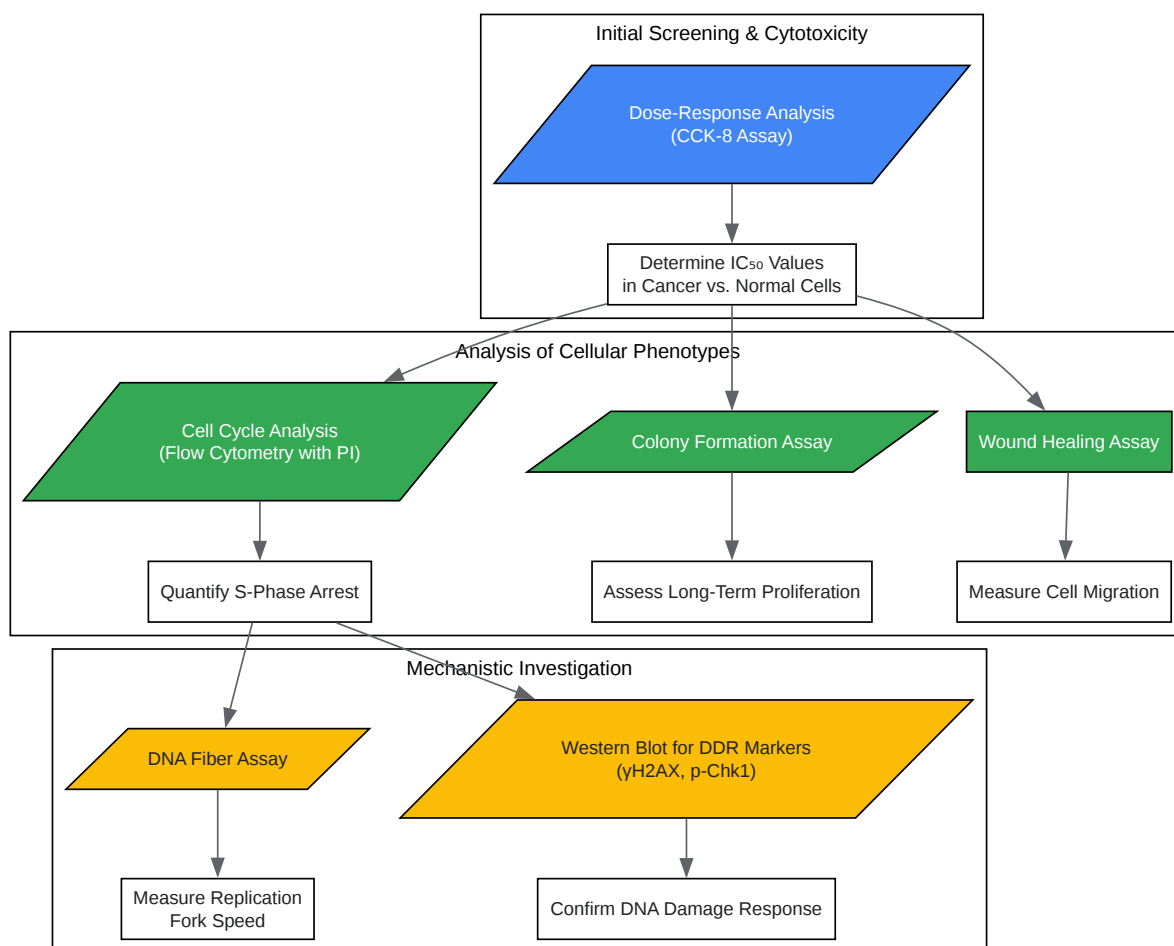 Initial Screening & Cytotoxicity
Dose-Response Analysis
(CCK-8 Assay)
Determine IC₅₀ Values
in Cancer vs. Normal Cells
Analysis of Cellular Phenotypes
Cell Cycle Analysis
(Flow Cytometry with PI)
Colony Formation Assay
Wound Healing Assay
Quantify S-Phase Arrest
Assess Long-Term Proliferation
Measure Cell Migration
Mechanistic Investigation
DNA Fiber Assay
Western Blot for DDR Markers
(γH2AX, p-Chk1)
Measure Replication
Fork Speed
Confirm DNA Damage Response